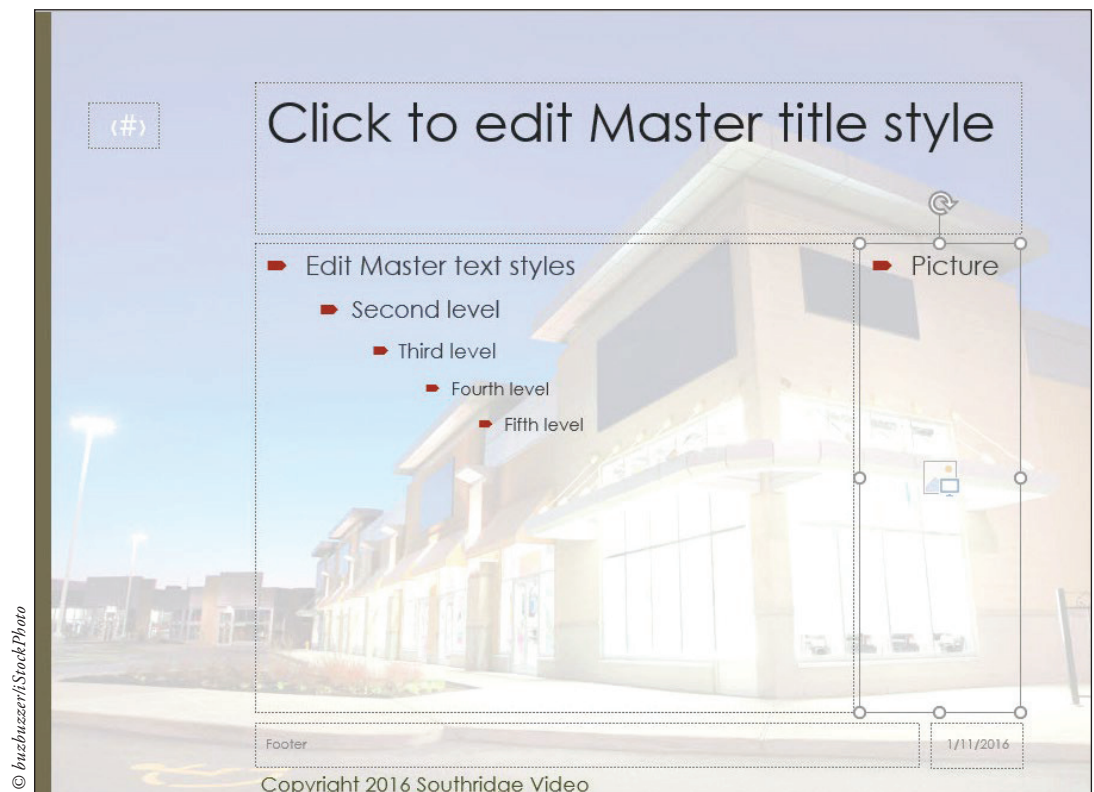 ‹#›
Click to edit Master title style
Edit Master text styles
Second level
Third level
Fourth level
Fifth level
Picture
Footer
1/11/2016
Copyright 2016 Southridge Video
© buzbuzzer/iStockPhoto